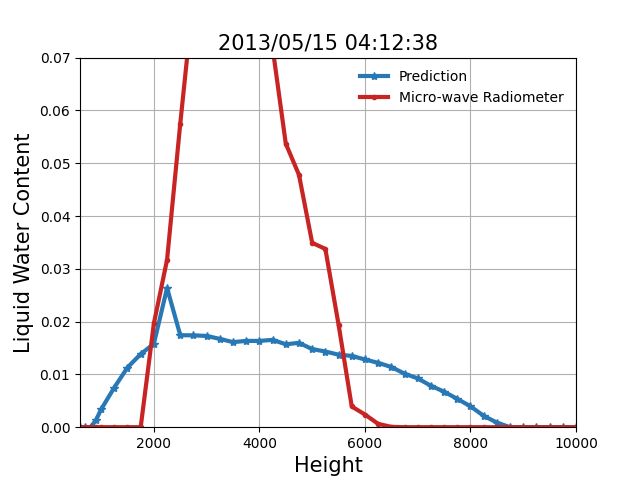 2013/05/15 04:12:38
Prediction
Micro-wave Radiometer
Liquid Water Content
0.07
0.06
0.05
0.04
0.03
0.02
0.01
0.00
2000 4000 6000 8000 10000
Height